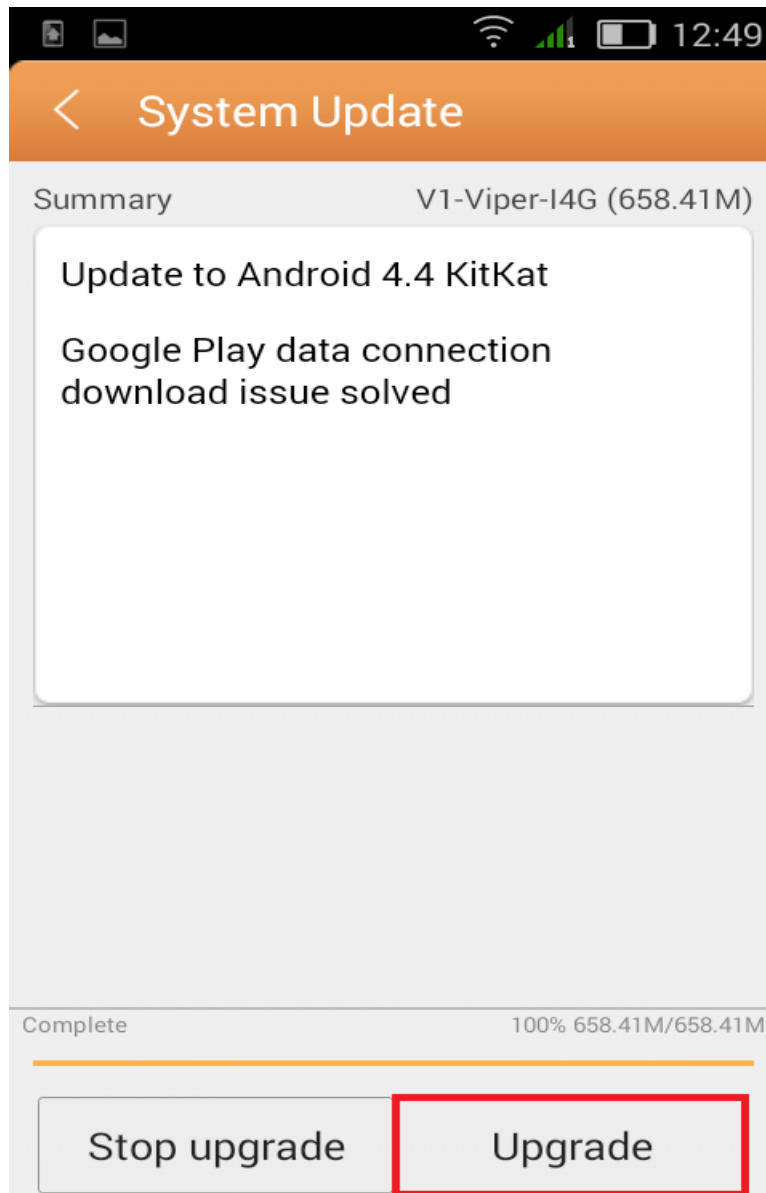 12:49
System Update
Summary V1-Viper-I4G (658.41M)
Update to Android 4.4 KitKat
Google Play data connection
download issue solved
Complete 100% 658.41M/658.41M
Stop upgrade Upgrade